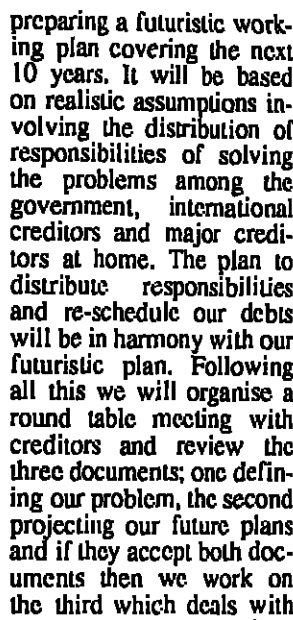 preparing a futuristic work-
ing plan covering the next
10 years. It will be based
on realistic assumptions in-
volving the distribution of
responsibilities of solving
the problems among the
government, international
creditors and major credi-
tors at home. The plan to
distribute responsibilities
and re-schedule our debts
will be in harmony with our
futuristic plan. Following
all this we will organise a
round table meeting with
creditors and review the
three documents; one defin-
ing our problem, the second
projecting our future plans
and if they accept both doc-
uments then we work on
the third which deals with